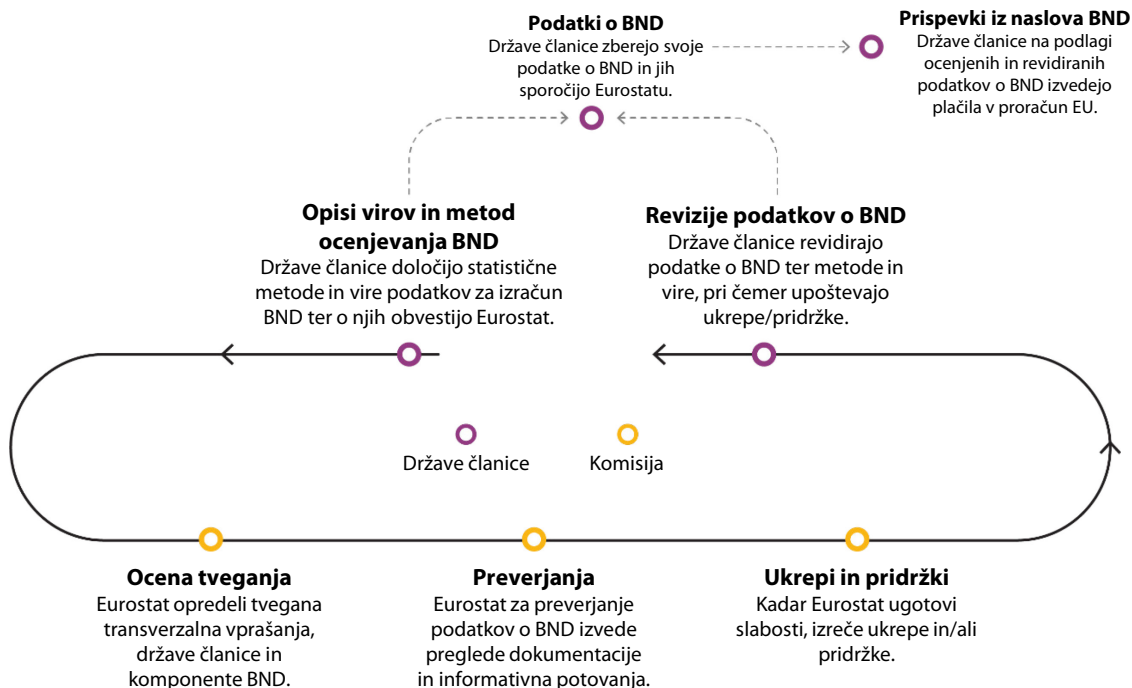 Podatki o BND
Države članice zberejo svoje
podatke o BND in jih
sporočijo Eurostatu.
Prispevki iz naslova BND
Države članice na podlagi
ocenjenih in revidiranih
podatkov o BND izvedejo
plačila v proračun EU.
Opisi virov in metod
ocenjevanja BND
Države članice določijo statistične
metode in vire podatkov za izračun
BND ter o njih obvestijo Eurostat.
Revizije podatkov o BND
Države članice revidirajo
podatke o BND ter metode in
vire, pri čemer upoštevajo
ukrepe/pridržke.
Države članice
Komisija
Ocena tveganja
Eurostat opredeli tvegana
transverzalna vprašanja,
države članice in
komponente BND.
Preverjanja
Eurostat za preverjanje
podatkov o BND izvede
preglede dokumentacije
in informativna potovanja.
Ukrepi in pridržki
Kadar Eurostat ugotovi
slabosti, izreče ukrepe in/ali
pridržke.